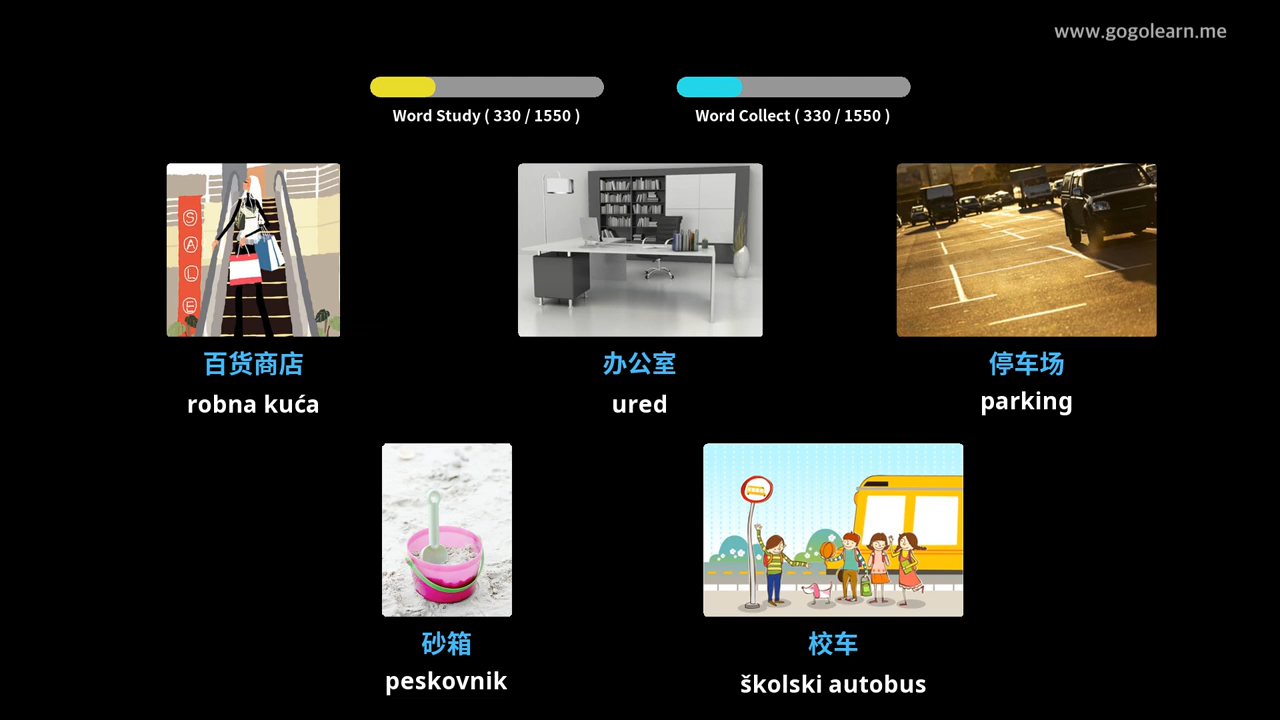 www.gogolearn.me
Word Study ( 330 / 1550 )
Word Collect ( 330 / 1550 )
SALE
百货商店
robna kuća
办公室
ured
停车场
parking
砂箱
peskovnik
校车
školski autobus